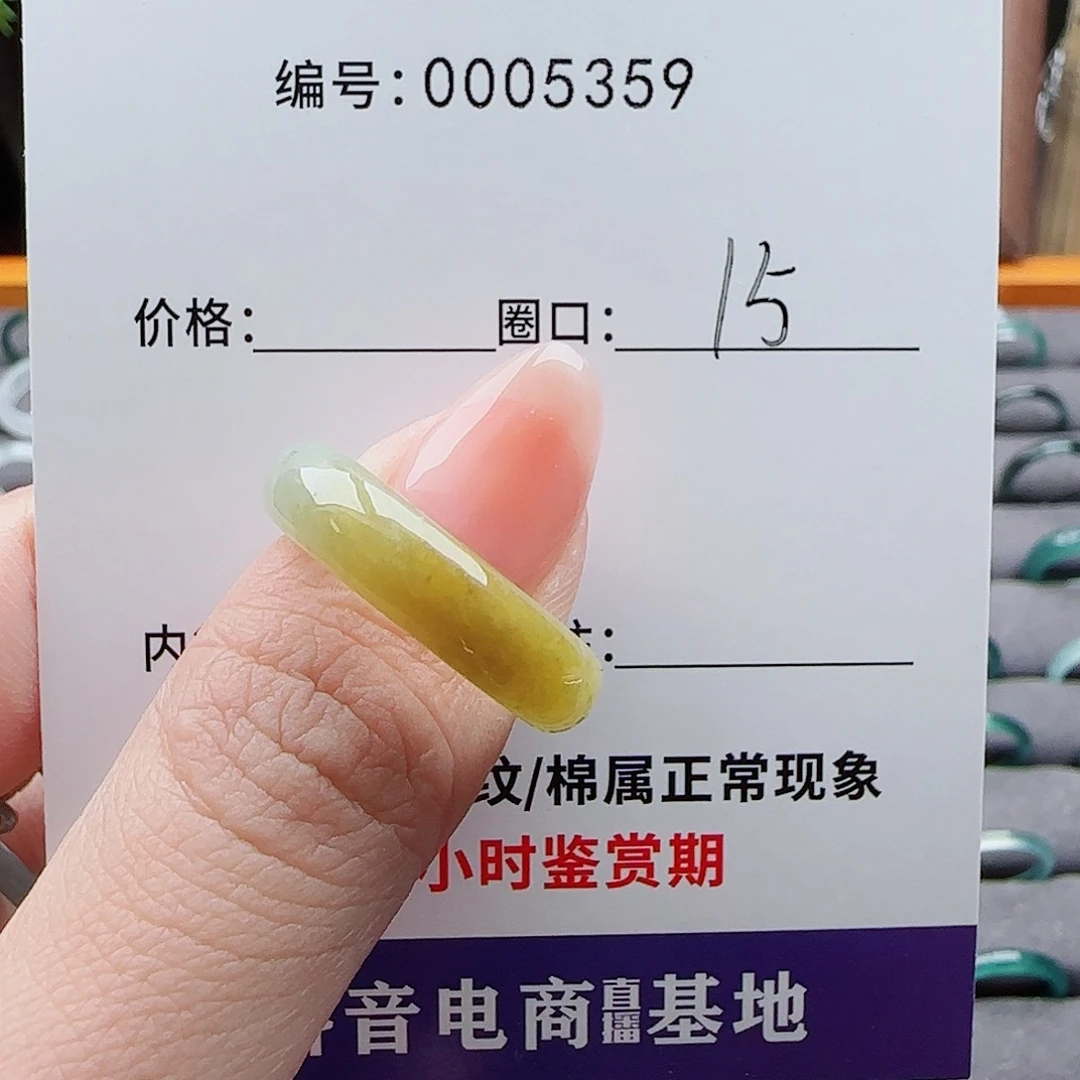 编号：0005359
价格： 圈口：15
内 ：
纹/棉属正常现象
小时鉴赏期
音电商直播基地